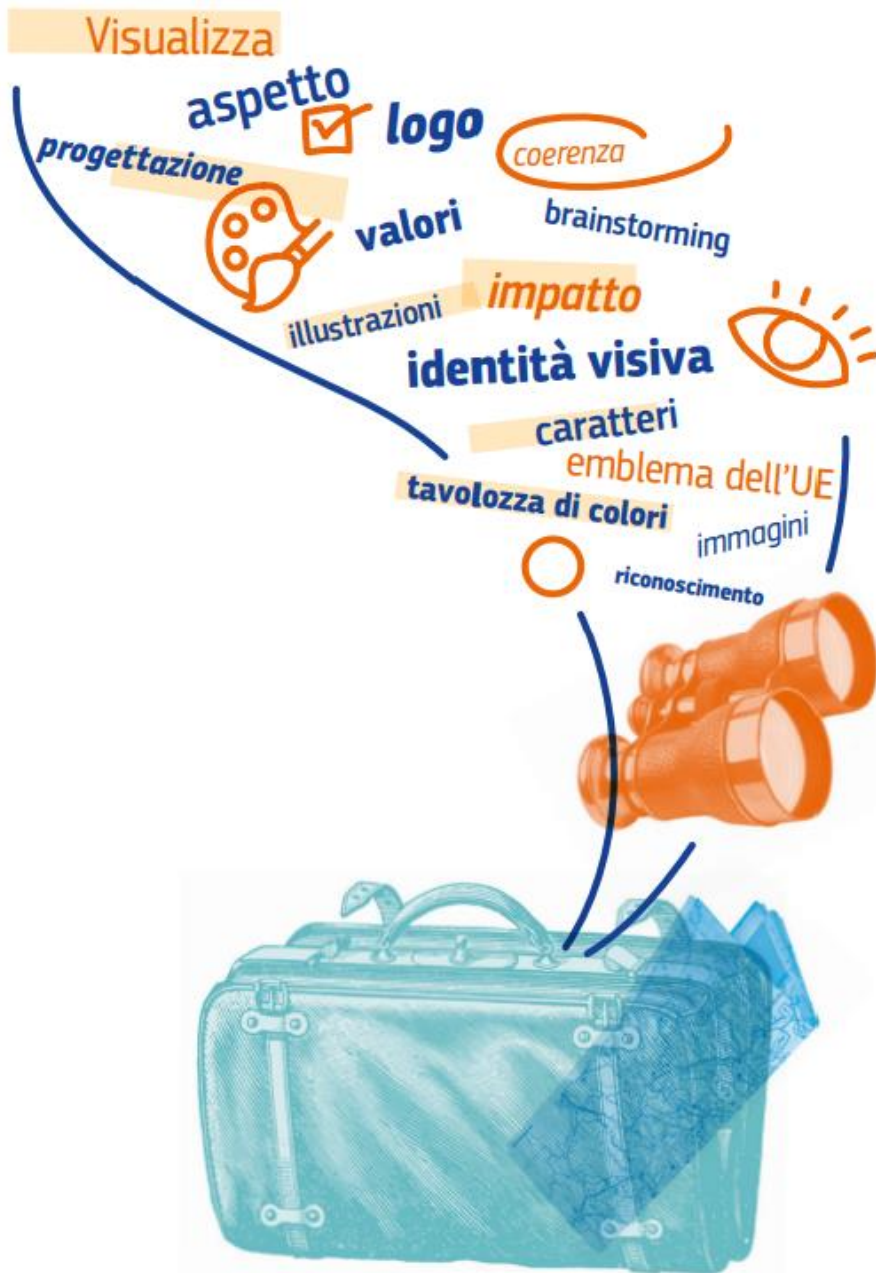 Visualizza
aspetto
logo
coerenza
progettazione
valori
brainstorming
impatto
illustrazioni
identità visiva
caratteri
emblema dell'UE
tavolozza di colori
immagini
riconoscimento